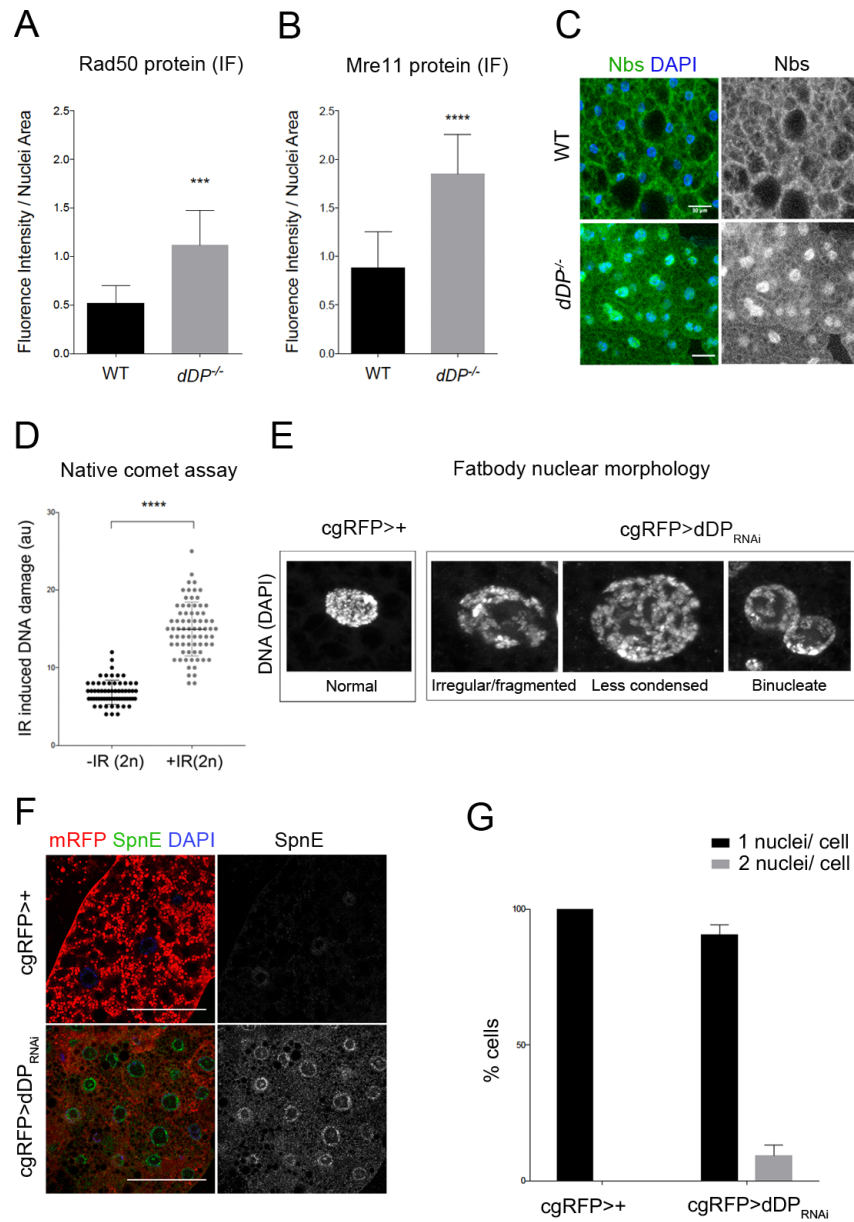 A
Rad50 protein (IF)
Fluorence Intensity / Nuclei Area
2.5
2.0
1.5
1.0
0.5
0.0
***
WT
dDP-/-
B
Mre11 protein (IF)
Fluorence Intensity / Nuclei Area
2.5
2.0
1.5
1.0
0.5
0.0
****
WT
dDP-/-
C
Nbs DAPI
Nbs
WT
dDP-/-
D
Native comet assay
IR induced DNA damage (au)
30
20
10
0
****
-IR (2n)
+IR(2n)
E
Fatbody nuclear morphology
cgRFP>+
cgRFP>dDPRNAi
DNA (DAPI)
Normal
Irregular/fragmented
Less condensed
Binucleate
F
mRFP SpnE DAPI
SpnE
cgRFP>+
cgRFP>dDPRNAi
G
1 nuclei/ cell
2 nuclei/ cell
% cells
100
50
0
cgRFP>+
cgRFP>dDPRNAi